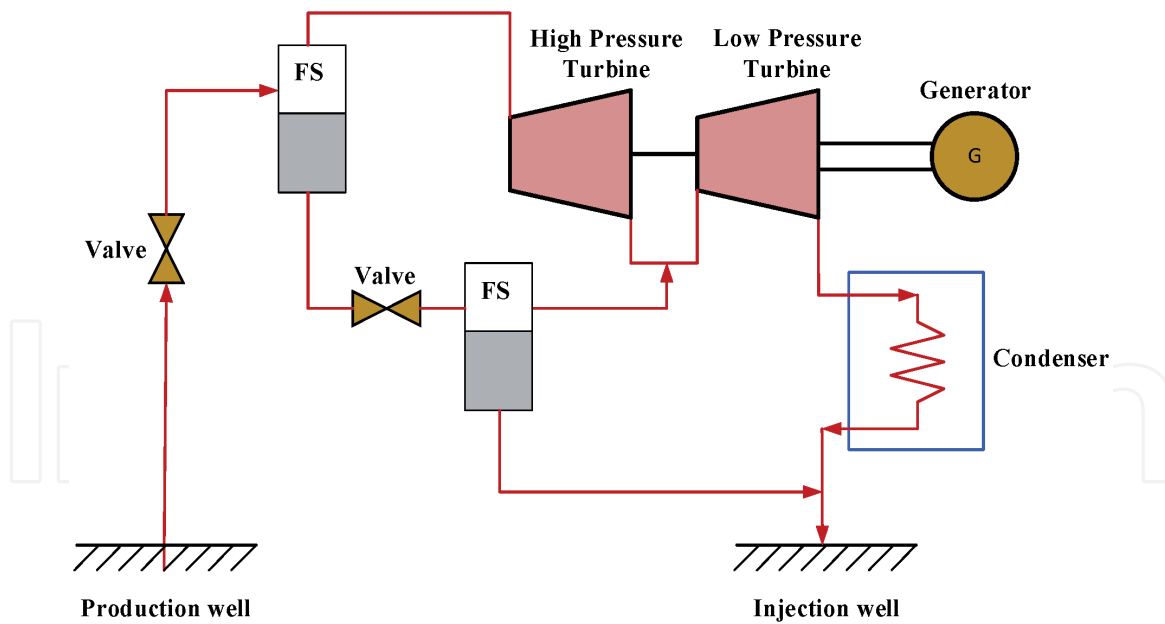 High Pressure
Turbine
Low Pressure
Turbine
FS
Generator
G
Valve
Valve
FS
Condenser
Production well
Injection well